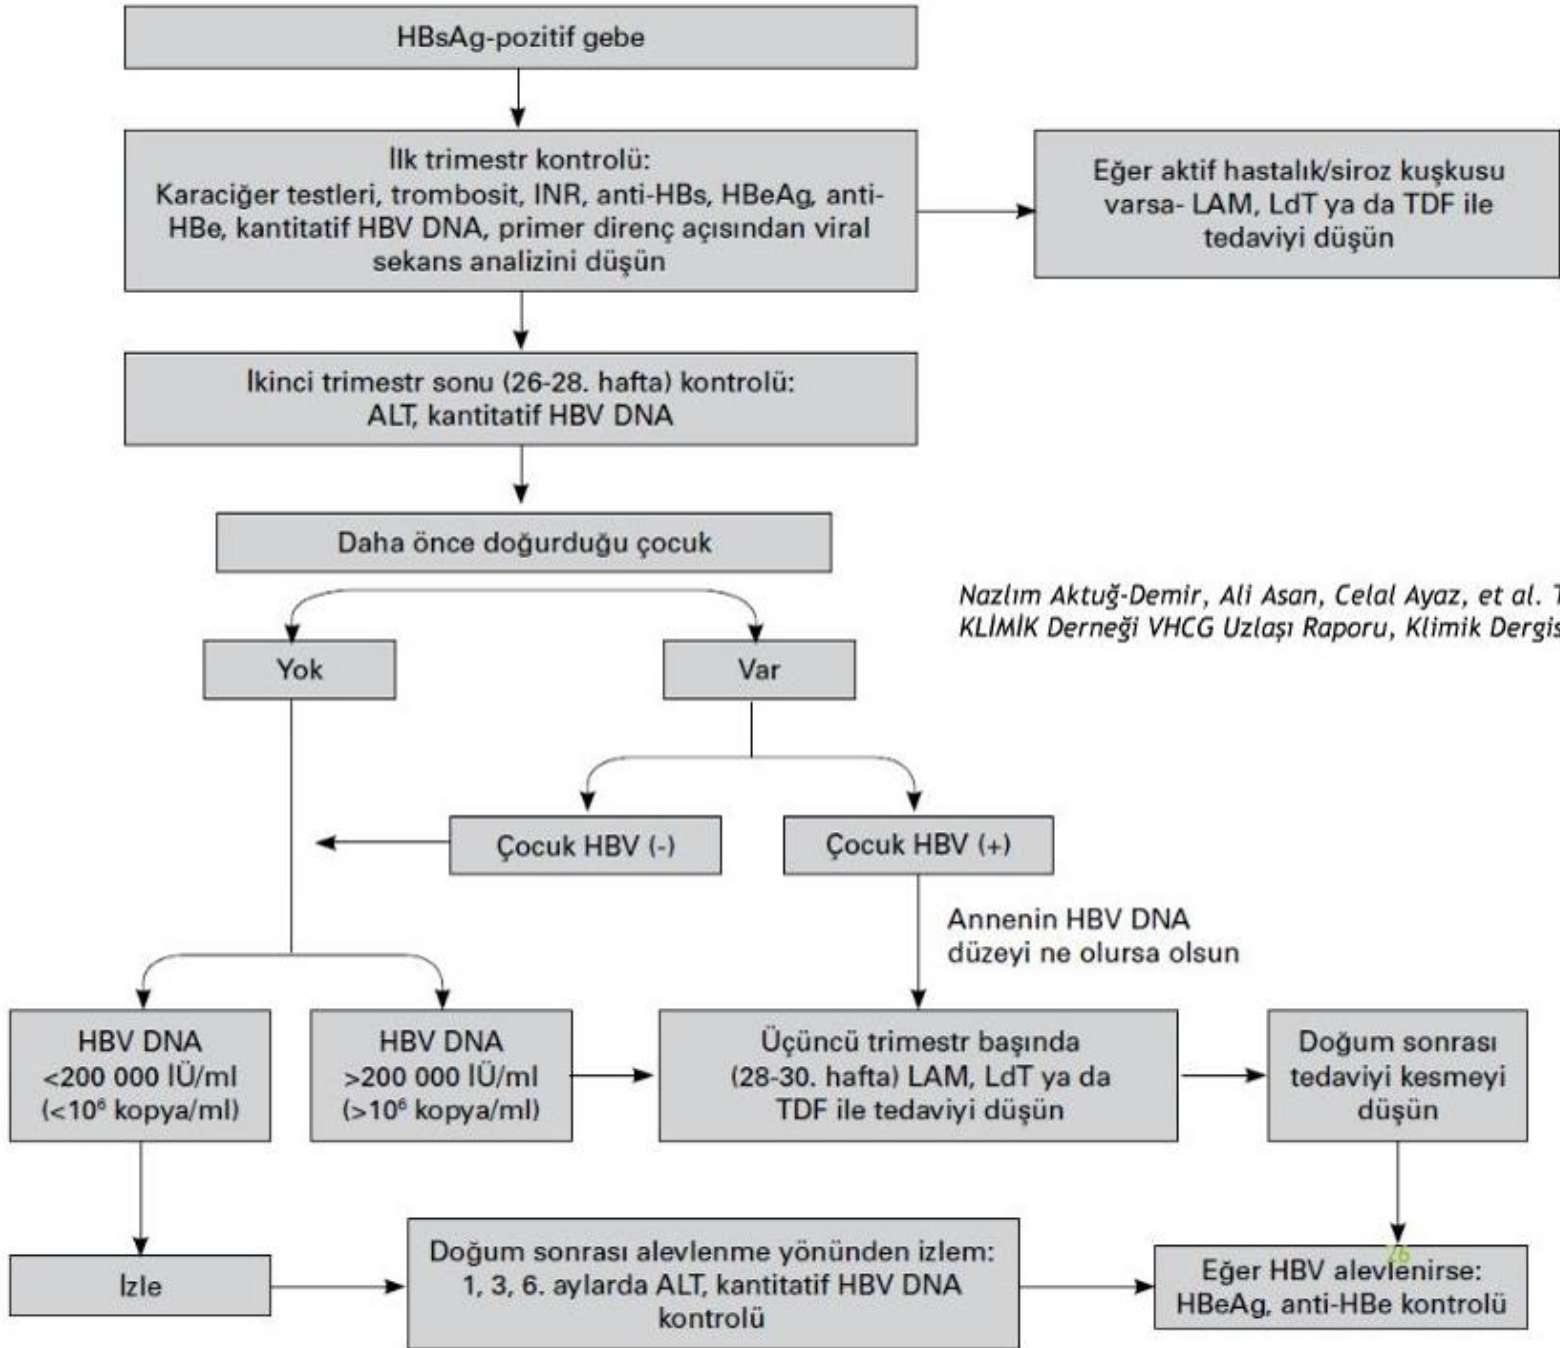 HBsAg-pozitif gebe
İlk trimestr kontrolü:
Karaciğer testleri, trombosit, INR, anti-HBs, HBeAg, anti-
HBe, kantitatif HBV DNA, primer direnç açısından viral
sekans analizini düşün
Eğer aktif hastalık/siroz kuşkusu
varsa- LAM, LdT ya da TDF ile
tedaviyi düşün
İkinci trimestr sonu (26-28. hafta) kontrolü:
ALT, kantitatif HBV DNA
Daha önce doğurduğu çocuk
Nazlım Aktuğ-Demir, Ali Asan, Celal Ayaz, et al. T
KLİMİK Derneği VHCG Uzlaşı Raporu, Klimik Dergis
Yok
Var
Çocuk HBV (-)
Çocuk HBV (+)
Annenin HBV DNA
düzeyi ne olursa olsun
HBV DNA
<200 000 IÜ/ml
(<10⁶ kopya/ml)
HBV DNA
>200 000 IÜ/ml
(>10⁶ kopya/ml)
Üçüncü trimestr başında
(28-30. hafta) LAM, LdT ya da
TDF ile tedaviyi düşün
Doğum sonrası
tedaviyi kesmeyi
düşün
İzle
Doğum sonrası alevlenme yönünden izlem:
1, 3, 6. aylarda ALT, kantitatif HBV DNA
kontrolü
Eğer HBV alevlenirse:
HBeAg, anti-HBe kontrolü